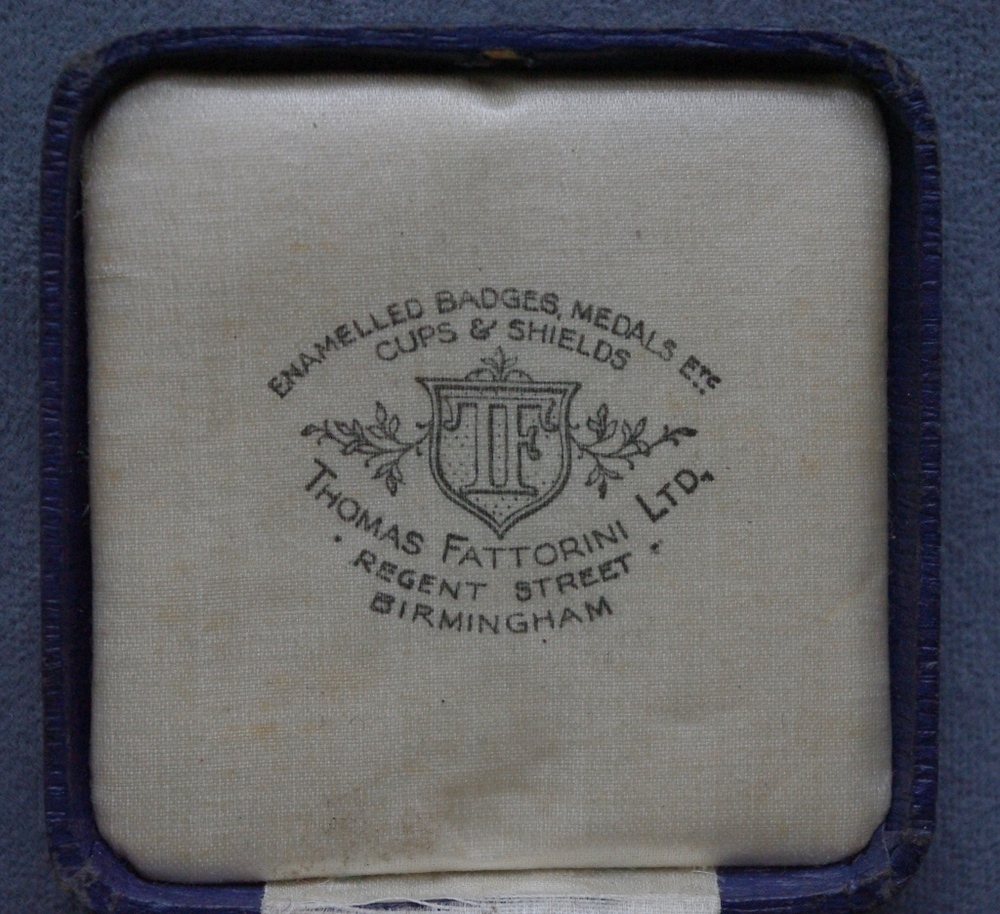 ENAMELLED BADGES, MEDALS ETC
CUPS & SHIELDS
TF
THOMAS FATTORINI LTD.
· REGENT STREET ·
BIRMINGHAM